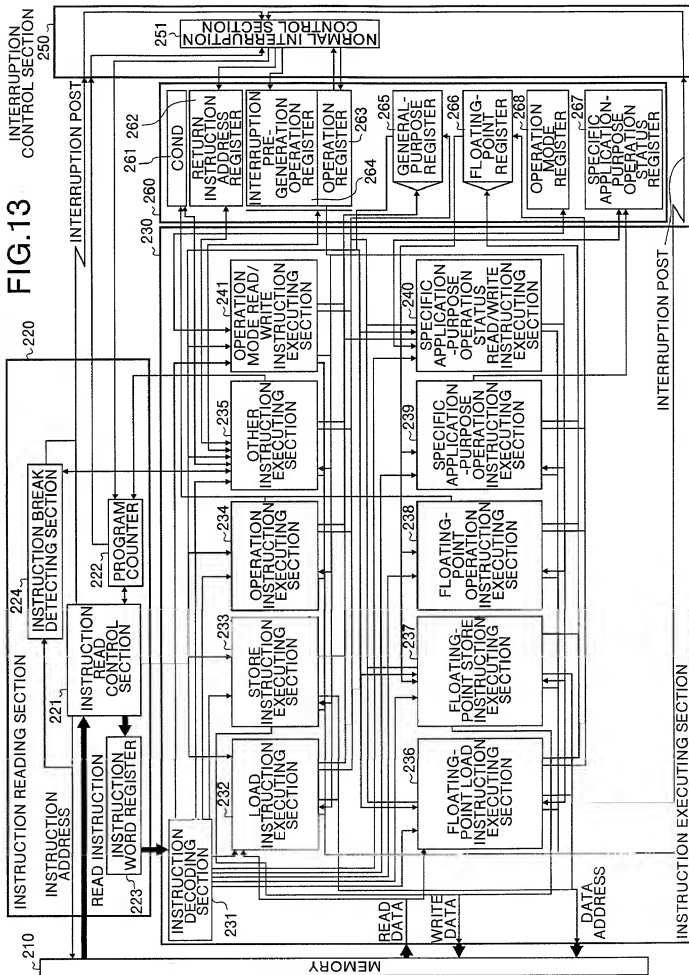 FIG.13
INTERRUPTION
CONTROL SECTION
250
INTERRUPTION POST
NORMAL INTERRUPTION
CONTROL SECTION
251
220
INSTRUCTION READING SECTION
INSTRUCTION
ADDRESS
READ INSTRUCTION
221
INSTRUCTION
READ
CONTROL
SECTION
222
PROGRAM
COUNTER
223
INSTRUCTION
WORD REGISTER
224
INSTRUCTION BREAK
DETECTING SECTION
260
261
COND
262
RETURN
INSTRUCTION
ADDRESS
REGISTER
INTERRUPTION
PRE-
GENERATION
OPERATION
REGISTER
264
OPERATION
REGISTER
263
265
GENERAL-
PURPOSE
REGISTER
266
FLOATING-
POINT
REGISTER
268
OPERATION
MODE
REGISTER
267
SPECIFIC
APPLICATION-
PURPOSE
OPERATION
STATUS
REGISTER
230
INSTRUCTION
DECODING
SECTION
231
232
LOAD
INSTRUCTION
EXECUTING
SECTION
233
STORE
INSTRUCTION
EXECUTING
SECTION
234
OPERATION
INSTRUCTION
EXECUTING
SECTION
235
OTHER
INSTRUCTION
EXECUTING
SECTION
241
OPERATION
MODE READ/
WRITE
INSTRUCTION
EXECUTING
SECTION
236
FLOATING-
POINT LOAD
INSTRUCTION
EXECUTING
SECTION
237
FLOATING-
POINT STORE
INSTRUCTION
EXECUTING
SECTION
238
FLOATING-
POINT
OPERATION
INSTRUCTION
EXECUTING
SECTION
239
SPECIFIC
APPLICATION
-PURPOSE
OPERATION
INSTRUCTION
EXECUTING
SECTION
240
SPECIFIC
APPLICATION
-PURPOSE
OPERATION
STATUS
READ/WRITE
INSTRUCTION
EXECUTING
SECTION
210
MEMORY
READ
DATA
WRITE
DATA
DATA
ADDRESS
INTERRUPTION POST
INSTRUCTION EXECUTING SECTION